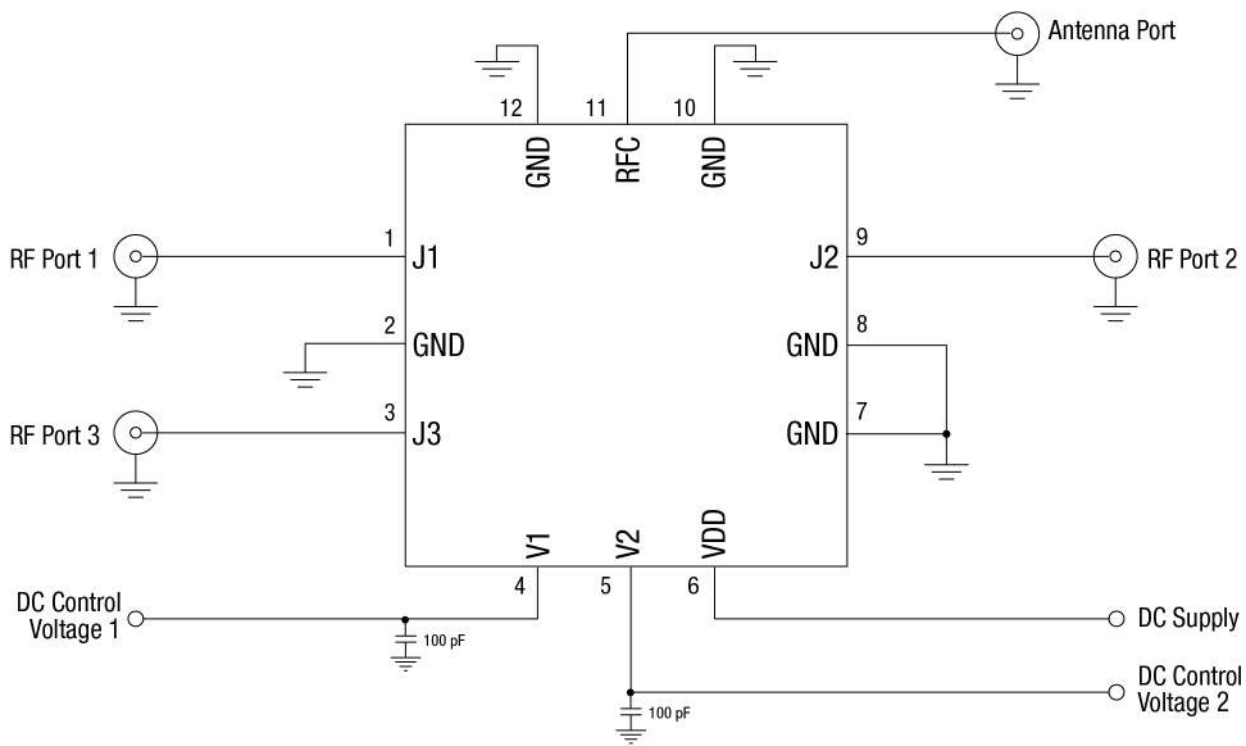 Antenna Port
12
11
10
GND
RFC
GND
RF Port 1
1
J1
J2
9
RF Port 2
2
GND
GND
8
RF Port 3
3
J3
GND
7
V1
V2
VDD
4
5
6
DC Control
Voltage 1
100 pF
DC Supply
DC Control
Voltage 2
100 pF